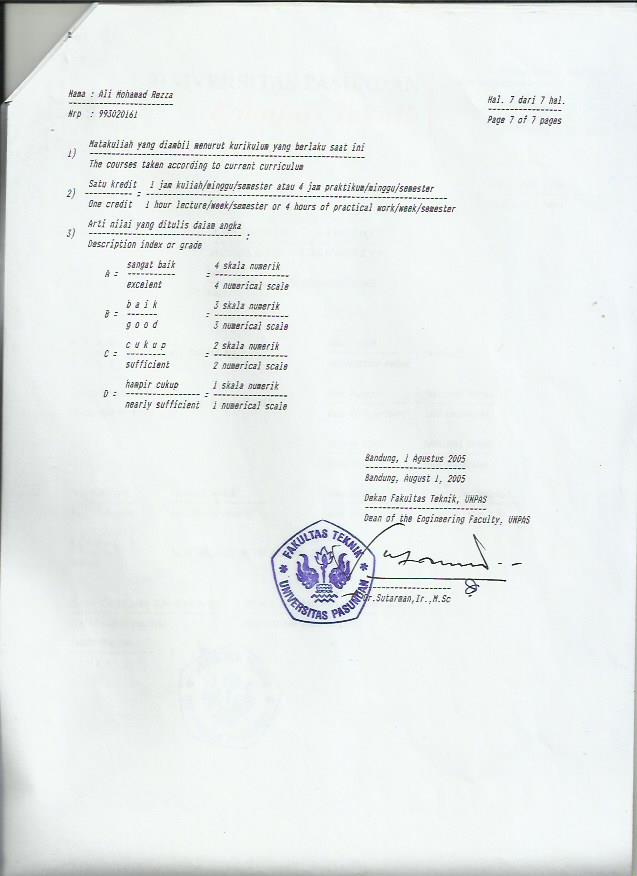 Nama : Ali Mohamad Rezza
Hal. 7 dari 7 hal.
Nrp : 993020161
Page 7 of 7 pages
1) Matakuliah yang diambil menurut kurikulum yang berlaku saat ini
The courses taken according to current curriculum
2) Satu kredit = 1 jam kuliah/minggu/semester atau 4 jam praktikum/minggu/semester
One credit 1 hour lecture/week/semester or 4 hours of practical work/week/semester
3) Arti nilai yang ditulis dalam angka :
Description index or grade
A = sangat baik = 4 skala numerik
excelent 4 numerical scale
B = b a i k = 3 skala numerik
g o o d 3 numerical scale
C = c u k u p = 2 skala numerik
sufficient 2 numerical scale
D = hampir cukup = 1 skala numerik
nearly sufficient 1 numerical scale
Bandung, 1 Agustus 2005
Bandung, August 1, 2005
Dekan Fakultas Teknik, UNPAS
Dean of the Engineering Faculty, UNPAS
FAKULTAS TEKNIK
UNIVERSITAS PASUNDAN
Dr.Sutarman,Ir.,M.Sc